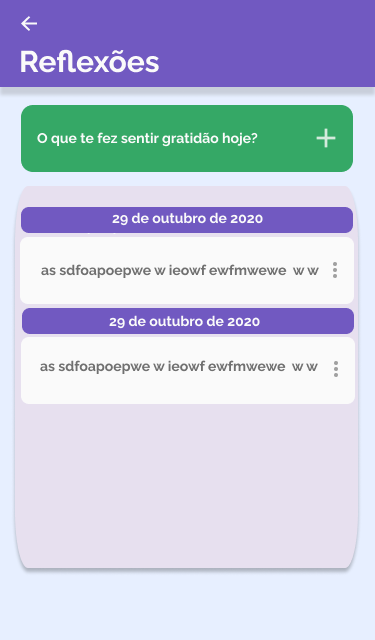 Reflexões
O que te fez sentir gratidão hoje?
29 de outubro de 2020
as sdfoapoepwe w ieowf ewfmwewe w w
29 de outubro de 2020
as sdfoapoepwe w ieowf ewfmwewe w w